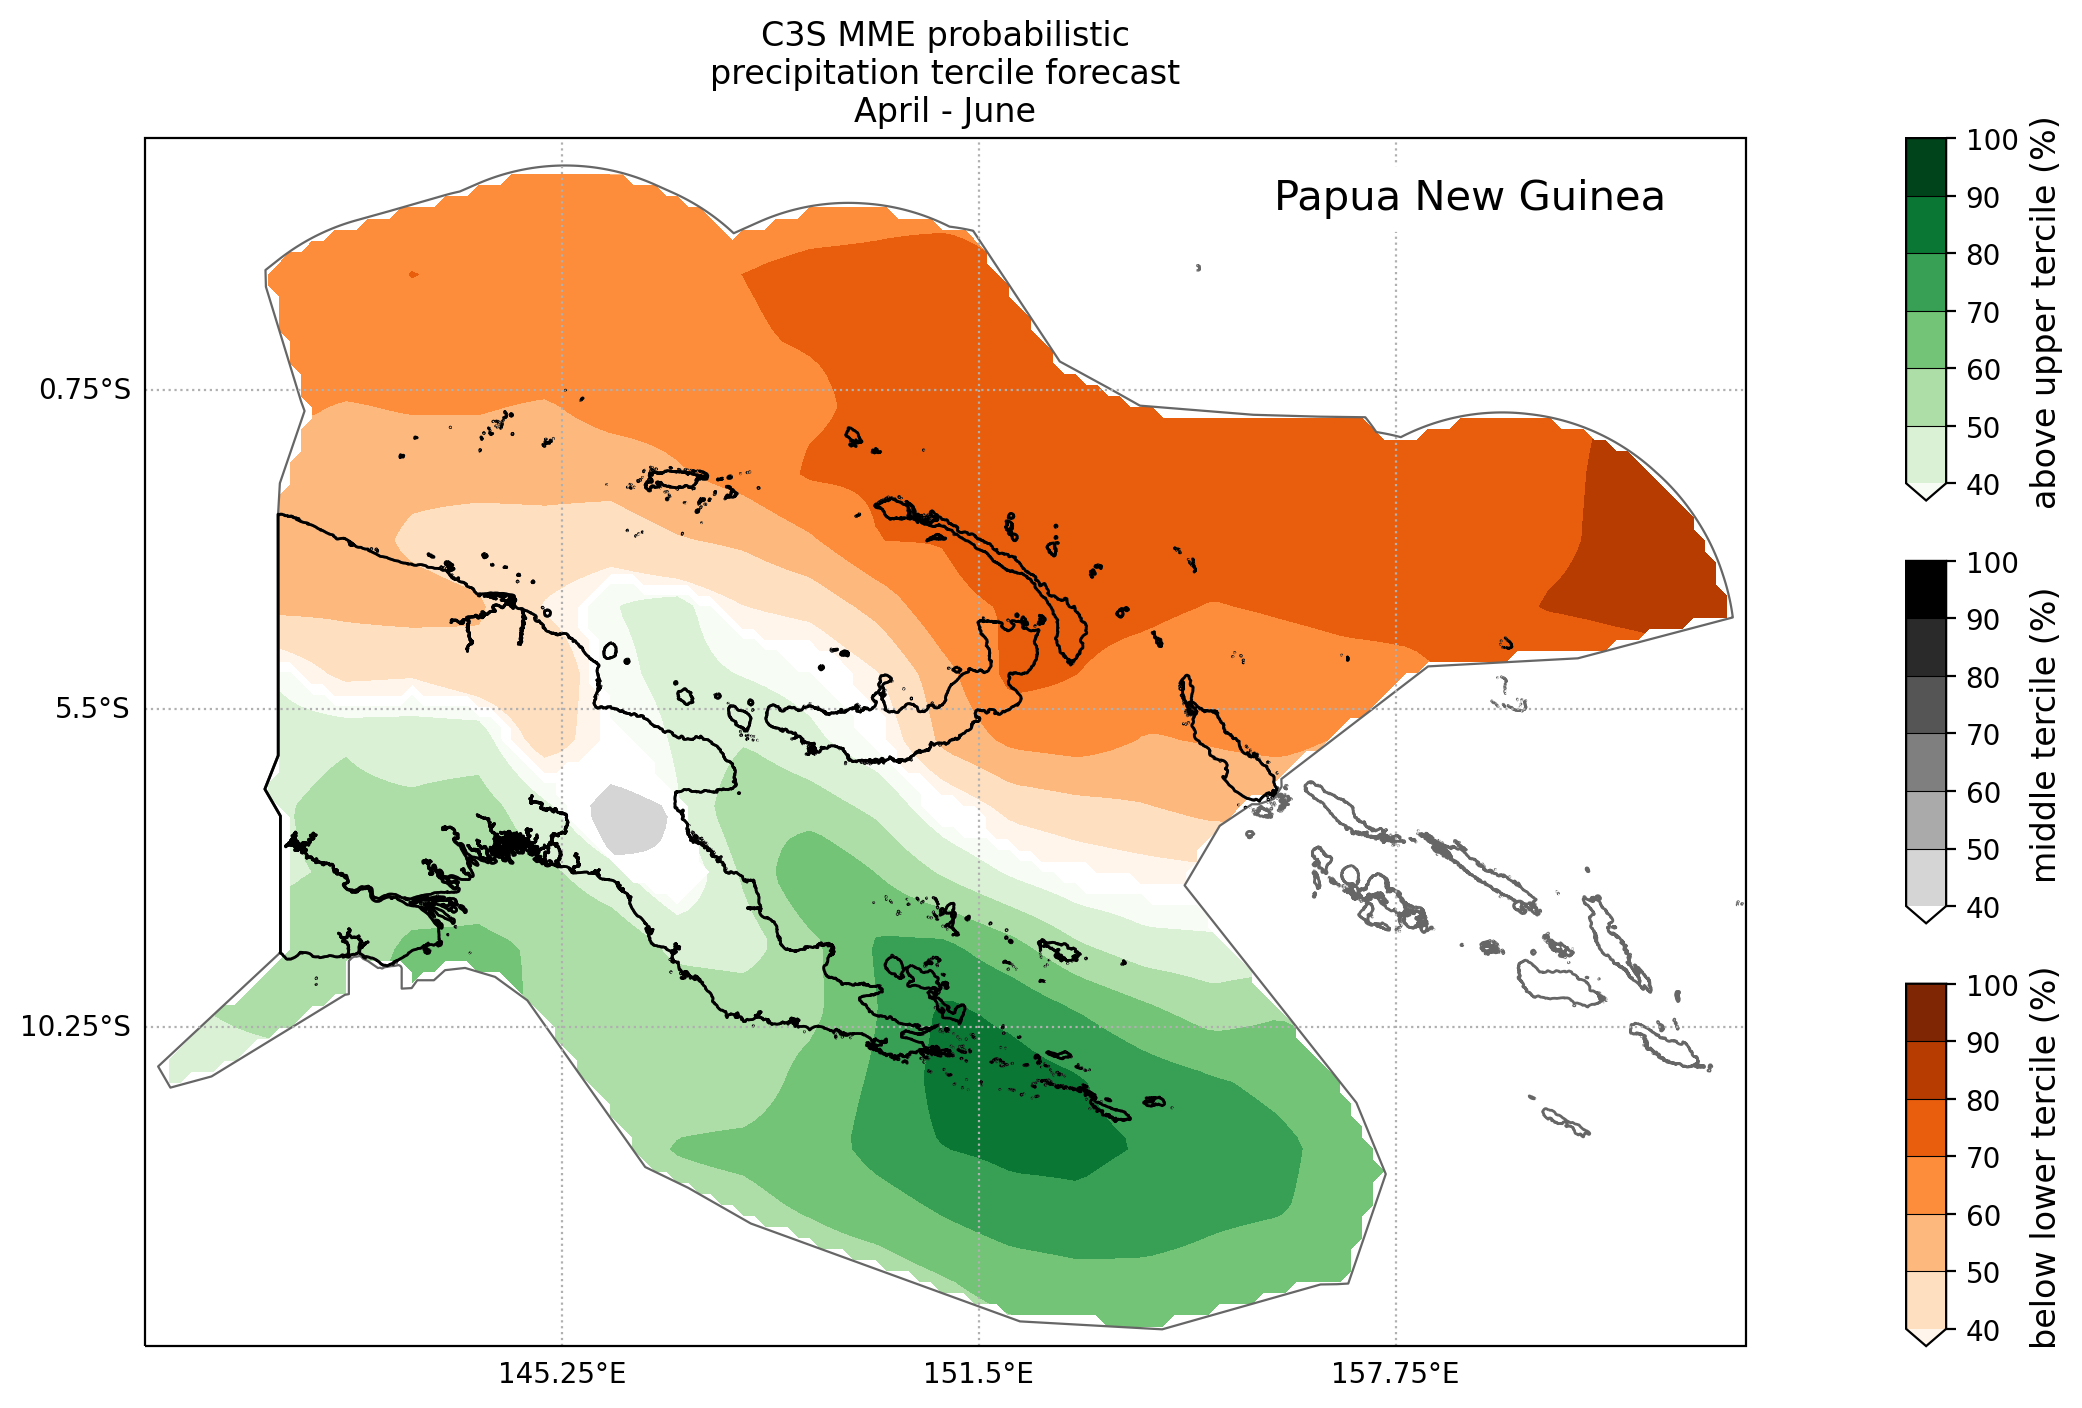 C3S MME probabilistic
precipitation tercile forecast
April - June
Papua New Guinea
0.75°S
5.5°S
10.25°S
145.25°E
151.5°E
157.75°E
100
90
80
70
60
50
40
above upper tercile (%)
100
90
80
70
60
50
40
middle tercile (%)
100
90
80
70
60
50
40
below lower tercile (%)